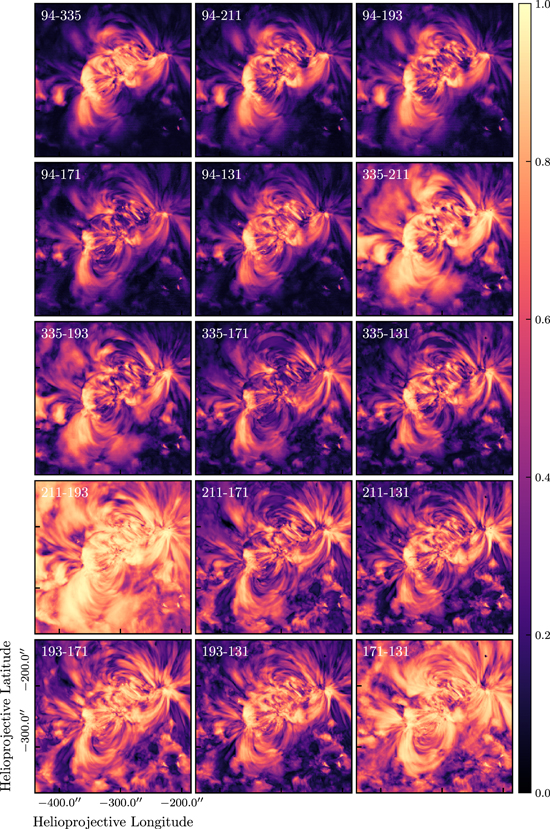 94-335 94-211 94-193 1.0
0.8
94-171 94-131 335-211
0.6
335-193 335-171 335-131
0.4
211-193 211-171 211-131
0.2
193-171 193-131 171-131
Helioprojective Latitude
−200.0″
−300.0″
0.0
−400.0″ −300.0″ −200.0″
Helioprojective Longitude